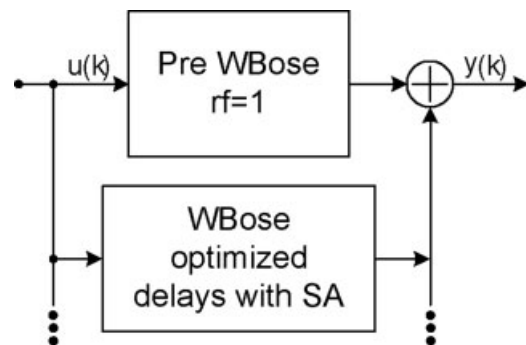 u(k)
Pre WBose
rf=1
y(k)
WBose
optimized
delays with SA